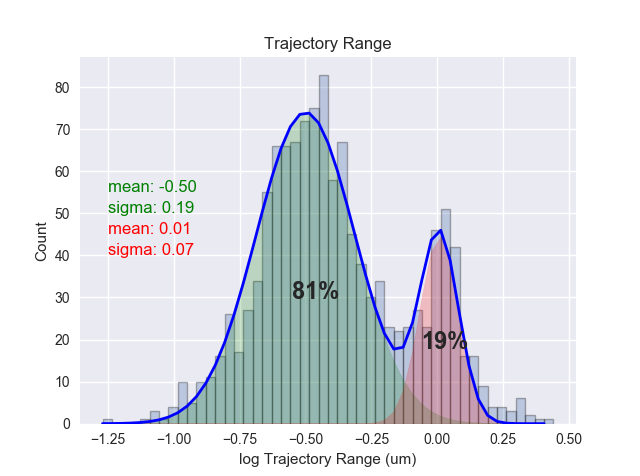 Trajectory Range
80
70
60
50
40
30
20
10
0
Count
mean: -0.50
sigma: 0.19
mean: 0.01
sigma: 0.07
81%
19%
−1.25 −1.00 −0.75 −0.50 −0.25 0.00 0.25 0.50
log Trajectory Range (um)